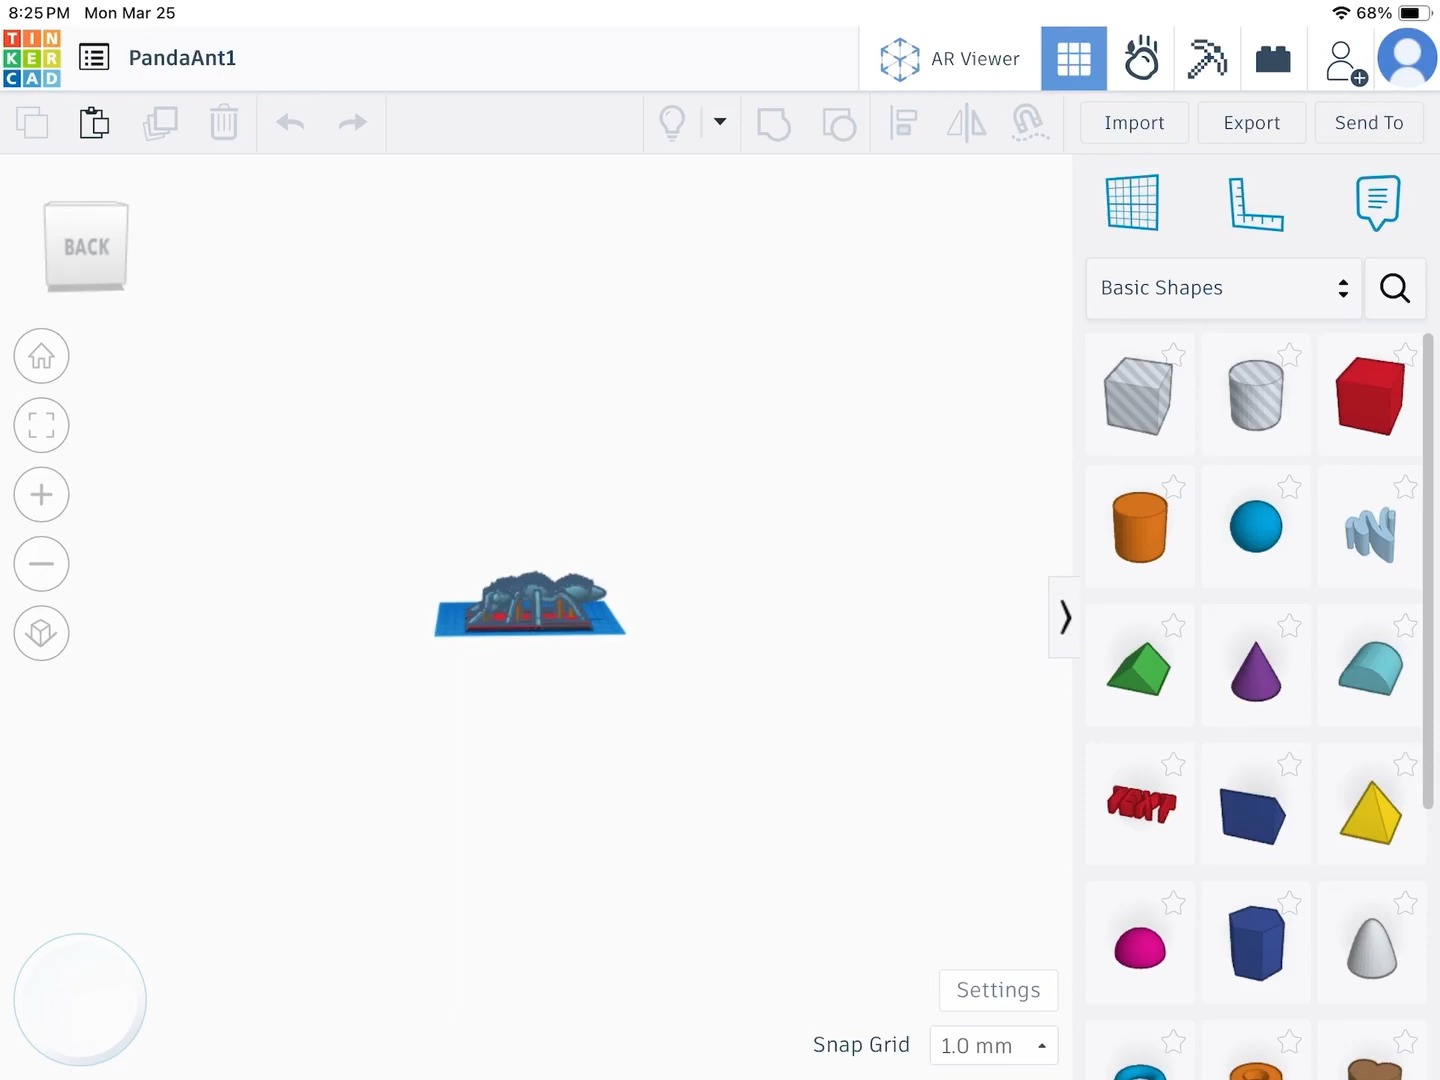 8:25 PM Mon Mar 25
68%
TIN
KER
CAD
PandaAnt1
AR Viewer
Import
Export
Send To
BACK
Basic Shapes
TEXT
Settings
Snap Grid
1.0 mm